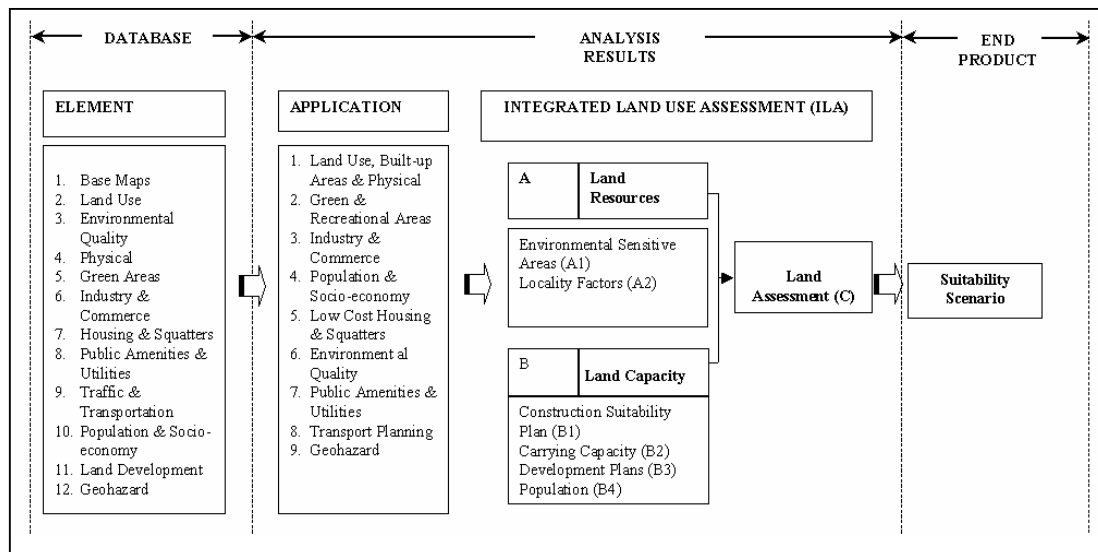 DATABASE
ANALYSIS
RESULTS
END
PRODUCT
ELEMENT
1. Base Maps
2. Land Use
3. Environmental
Quality
4. Physical
5. Green Areas
6. Industry &
Commerce
7. Housing & Squatters
8. Public Amenities &
Utilities
9. Traffic &
Transportation
10. Population & Socio-
economy
11. Land Development
12. Geohazard
APPLICATION
1. Land Use, Built-up
Areas & Physical
2. Green &
Recreational Areas
3. Industry &
Commerce
4. Population &
Socio-economy
5. Low Cost Housing
& Squatters
6. Environment al
Quality
7. Public Amenities &
Utilities
8. Transport Planning
9. Geohazard
INTEGRATED LAND USE ASSESSMENT (ILA)
A Land
Resources
Environmental Sensitive
Areas (A1)
Locality Factors (A2)
B Land Capacity
Construction Suitability
Plan (B1)
Carrying Capacity (B2)
Development Plans (B3)
Population (B4)
Land
Assessment (C)
Suitability
Scenario